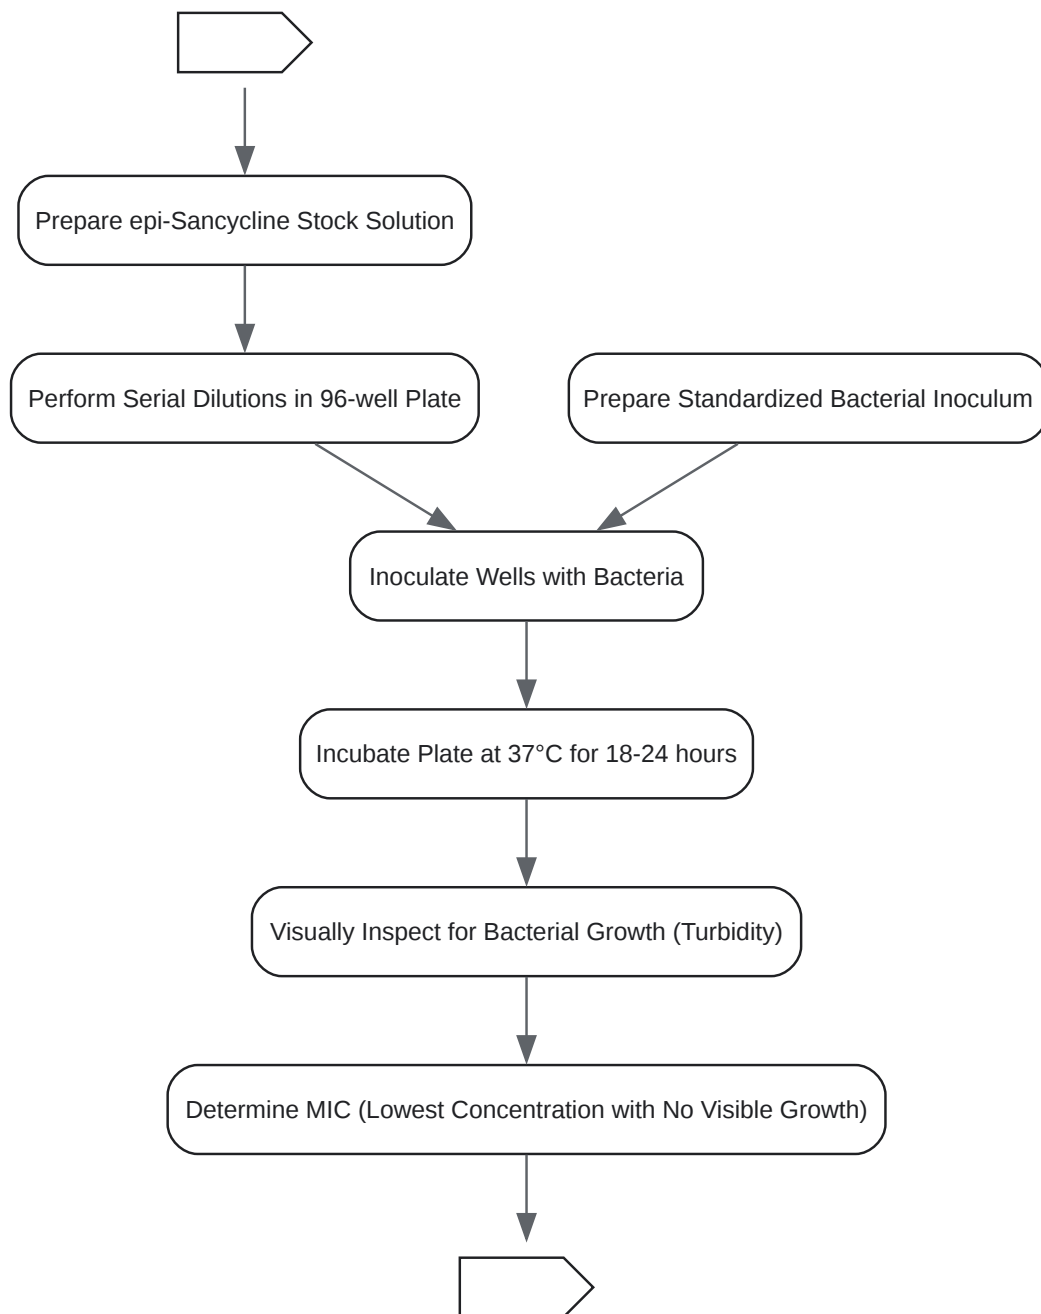 Prepare epi-Sancycline Stock Solution
Perform Serial Dilutions in 96-well Plate
Prepare Standardized Bacterial Inoculum
Inoculate Wells with Bacteria
Incubate Plate at 37°C for 18-24 hours
Visually Inspect for Bacterial Growth (Turbidity)
Determine MIC (Lowest Concentration with No Visible Growth)